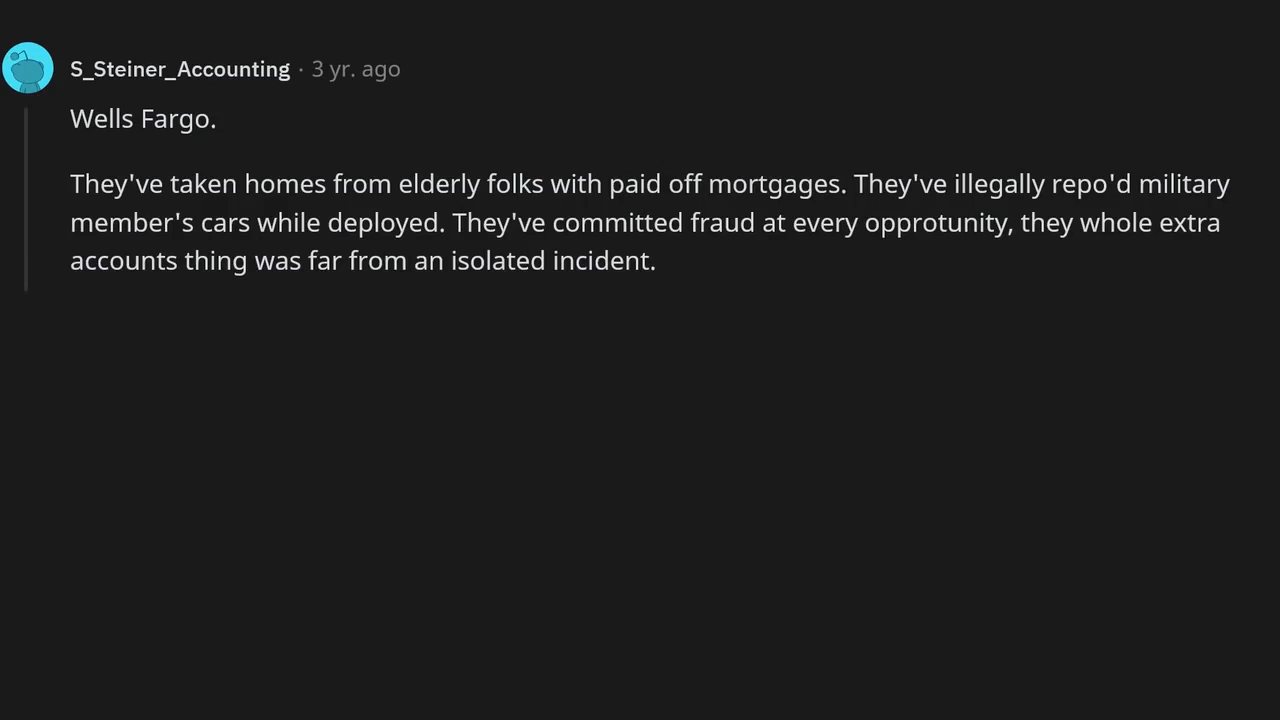 S_Steiner_Accounting · 3 yr. ago
Wells Fargo.
They've taken homes from elderly folks with paid off mortgages. They've illegally repo'd military
member's cars while deployed. They've committed fraud at every opprotunity, they whole extra
accounts thing was far from an isolated incident.